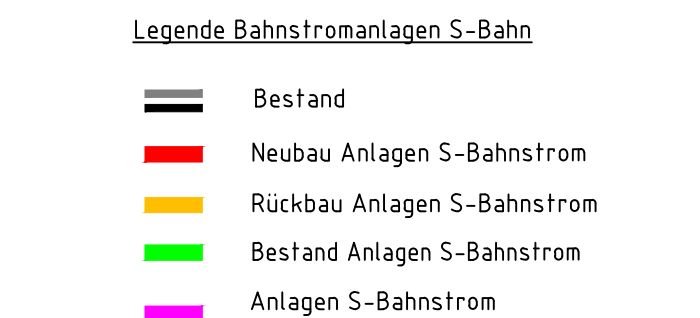 Legende Bahnstromanlagen S-Bahn
Bestand
Neubau Anlagen S-Bahnstrom
Rückbau Anlagen S-Bahnstrom
Bestand Anlagen S-Bahnstrom
Anlagen S-Bahnstrom